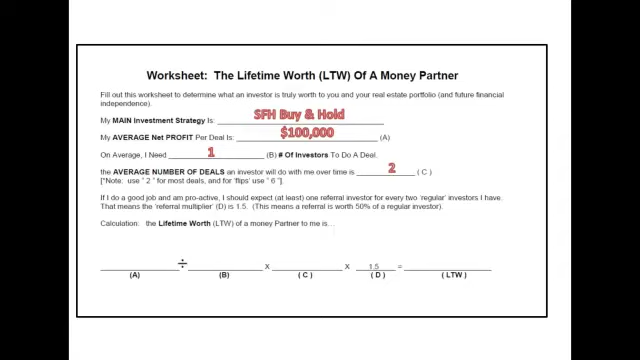 Worksheet: The Lifetime Worth (LTW) Of A Money Partner
Fill out this worksheet to determine what an investor is truly worth to you and your real estate portfolio (and future financial
independence).
My MAIN Investment Strategy Is: SFH Buy & Hold
My AVERAGE Net PROFIT Per Deal Is: $100,000 (A)
On Average, I Need 1 (B) # Of Investors To Do A Deal.
the AVERAGE NUMBER OF DEALS an investor will do with me over time is 2 ( C )
[*Note: use " 2 " for most deals, and for 'flips' use " 6 "]
If I do a good job and am pro-active, I should expect (at least) one referral investor for every two 'regular' investors I have.
That means the 'referral multiplier' (D) is 1.5. (This means a referral is worth 50% of a regular investor).
Calculation: the Lifetime Worth (LTW) of a money Partner to me is…
÷ X X 1.5 =
(A) (B) ( C ) ( D ) ( LTW)